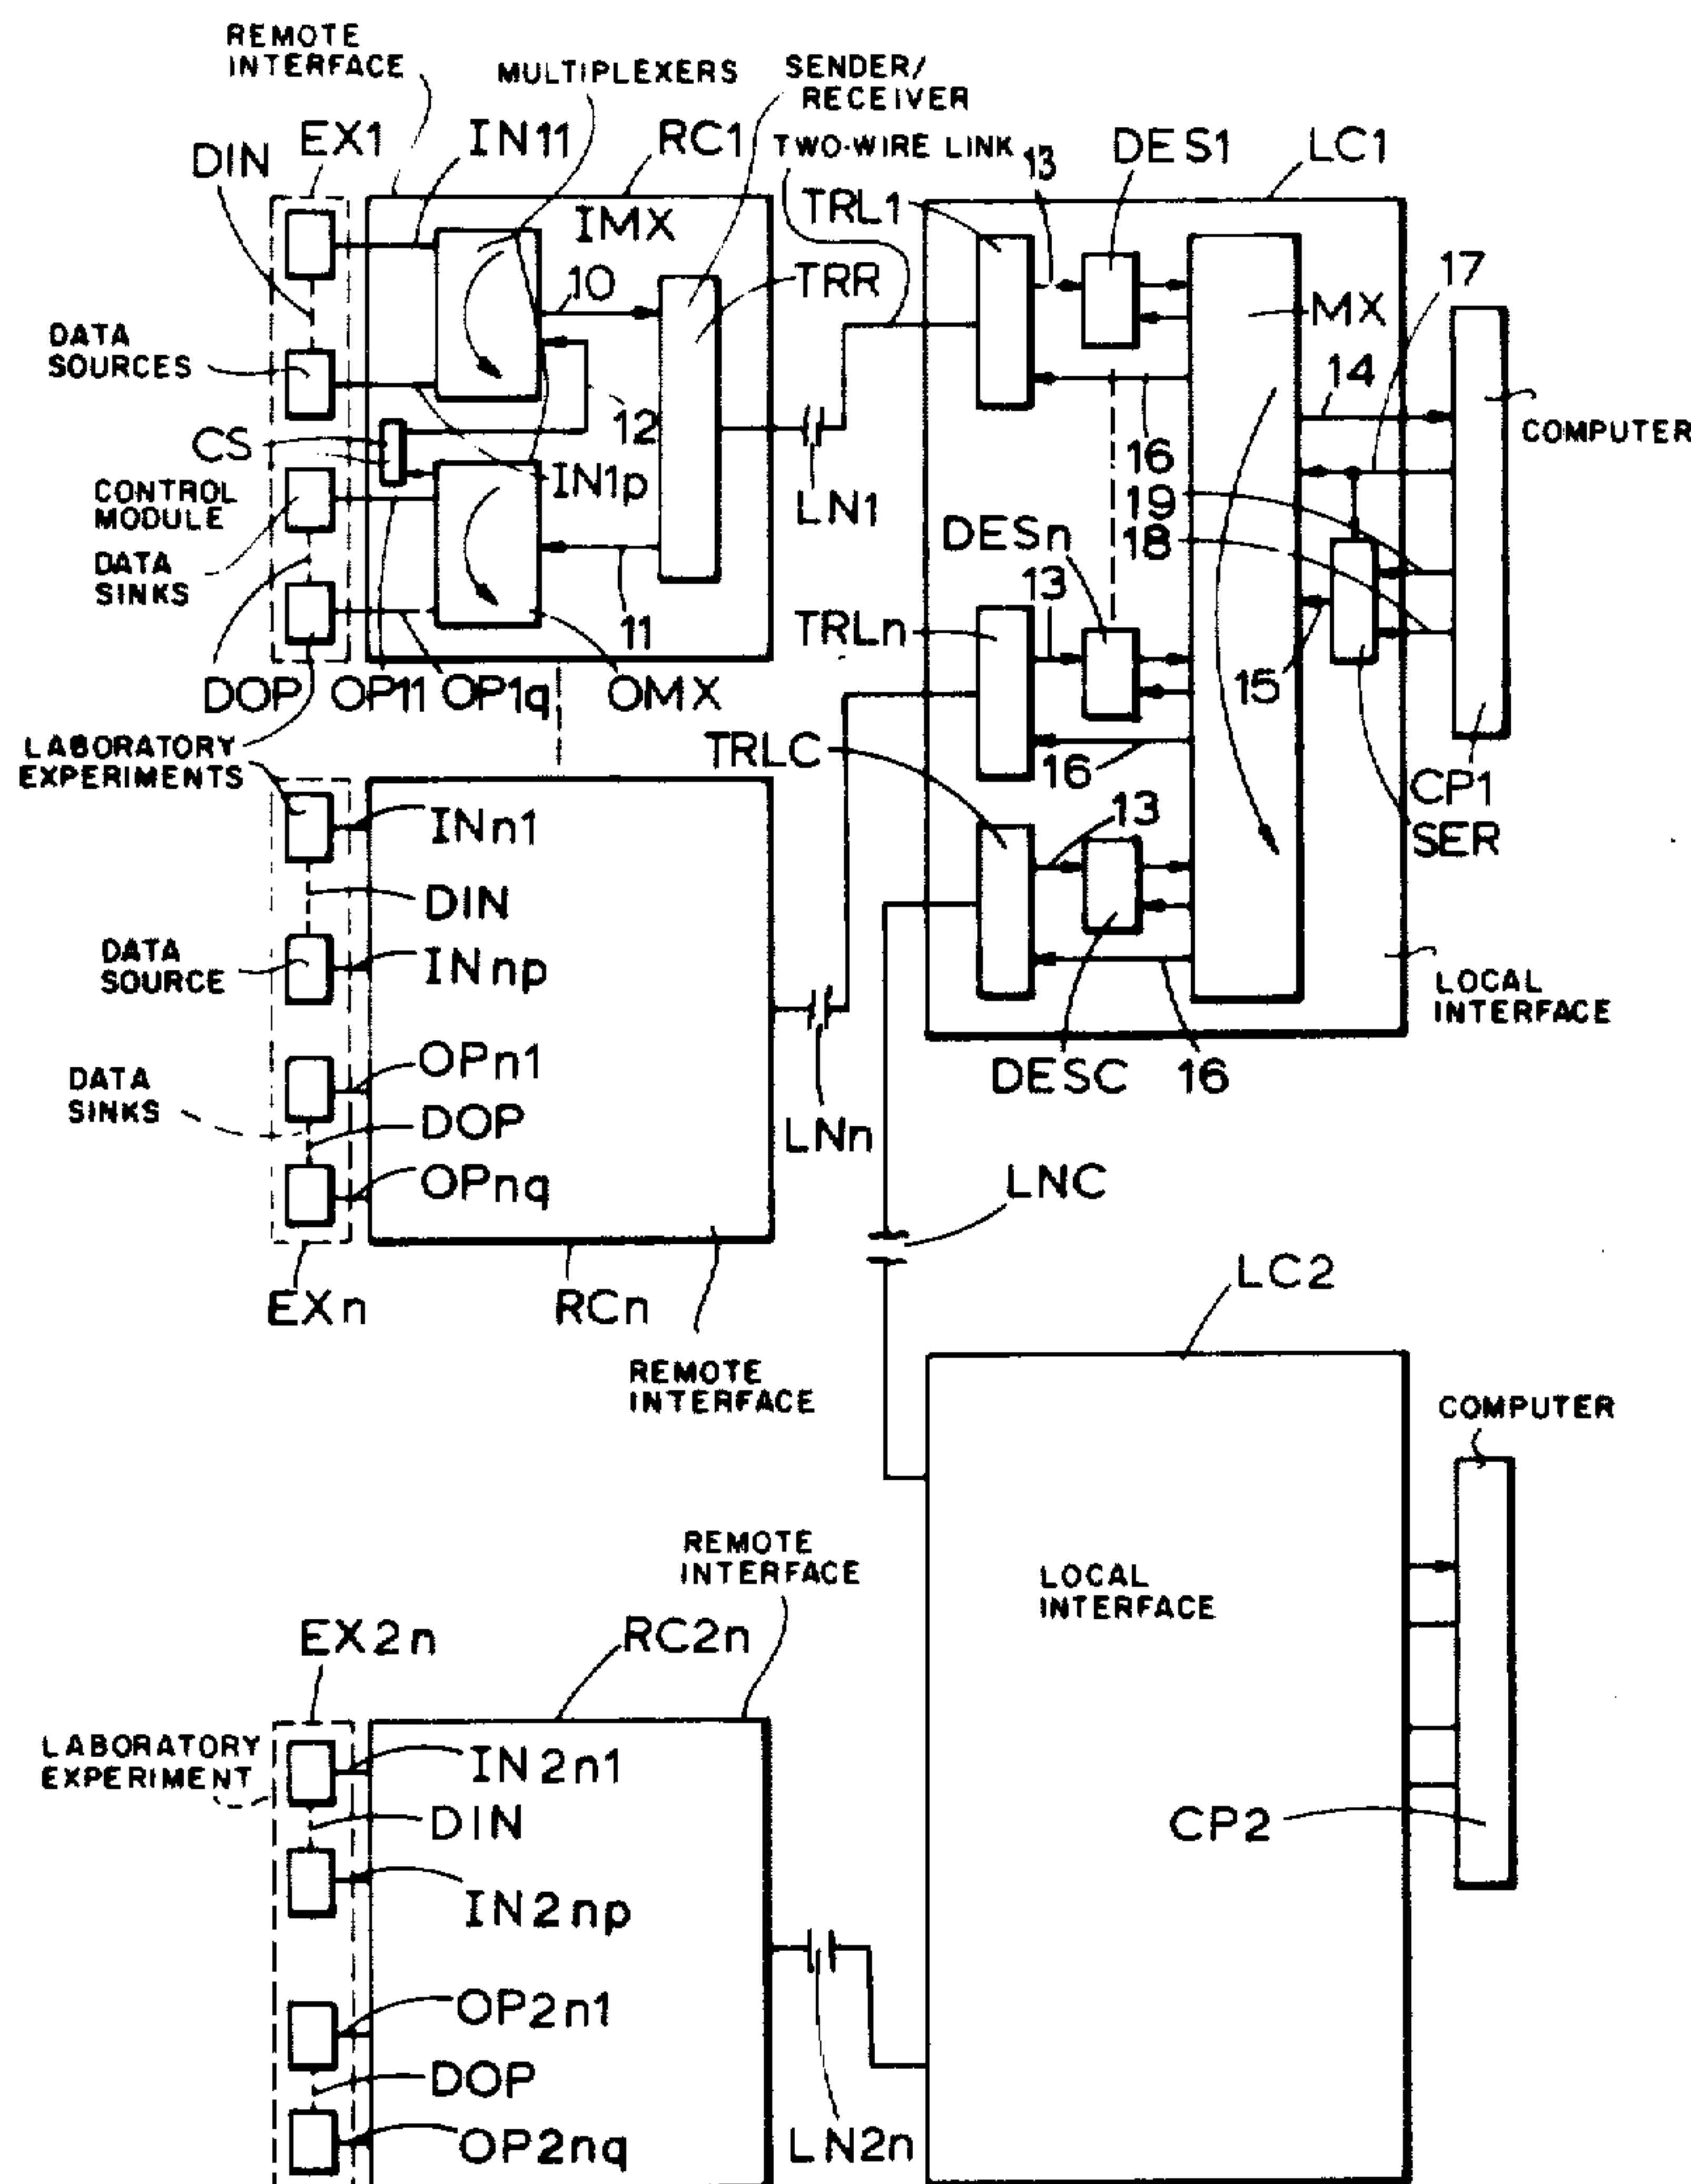 REMOTE
INTERFACE
MULTIPLEXERS
SENDER/
RECEIVER
DIN
EX1
IN11
RC1
TWO-WIRE LINK
13
DES1
LC1
IMX
TRL1
10
TRR
17
MX
DATA
SOURCES
14
COMPUTER
CS
12
IN1p
16
CONTROL
MODULE
LN1
19
DESn
18
DATA
SINKS
13
11
TRLn
15
DOP
OP11
OP1q
OMX
LABORATORY
EXPERIMENTS
TRLC
16
CP1
SER
INn1
13
DIN
DATA
SOURCE
INnp
LOCAL
INTERFACE
OPn1
DESC
16
DATA
SINKS
DOP
LNn
OPnq
LNC
EXn
RCn
LC2
REMOTE
INTERFACE
COMPUTER
REMOTE
INTERFACE
LOCAL
INTERFACE
EX2n
RC2n
LABORATORY
EXPERIMENT
IN2n1
DIN
CP2
IN2np
OP2n1
DOP
OP2nq
LN2n